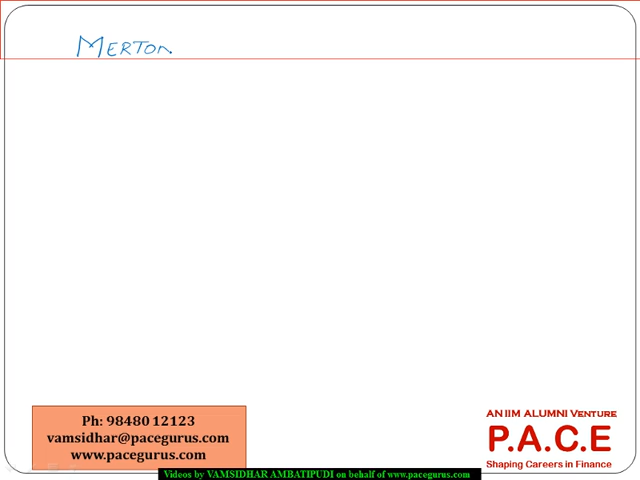 MERTON
Ph: 98480 12123
vamsidhar@pacegurus.com
www.pacegurus.com
AN IIM ALUMNI VENTURE
P.A.C.E
Shaping Careers in Finance
Videos by VAMSIDHAR AMBATIPUDI on behalf of www.pacegurus.com